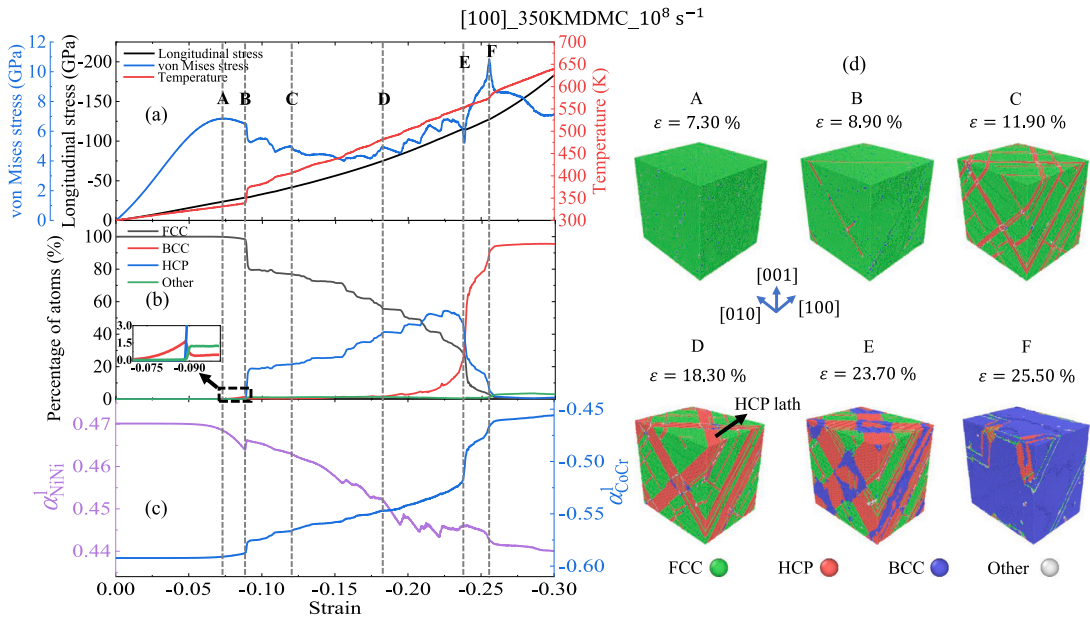 [100]_350KMDMC_10⁸ s⁻¹
von Mises stress (GPa)
12
10
8
6
4
2
0
Longitudinal stress (GPa)
-200
-175
-150
-125
-100
-75
-50
-25
0
Longitudinal stress
von Mises stress
Temperature
(a)
A
B
C
D
E
F
700
650
600
550
500
450
400
350
300
Temperature (K)
Percentage of atoms (%)
100
80
60
40
20
0
FCC
BCC
HCP
Other
(b)
3.0
1.5
0.0
-0.075
-0.090
α¹NiNi
0.47
0.46
0.45
0.44
(c)
-0.45
-0.50
-0.55
-0.60
α¹CoCr
0.00 -0.05 -0.10 -0.15 -0.20 -0.25 -0.30
Strain
(d)
A B C
ε = 7.30 % ε = 8.90 % ε = 11.90 %
[001]
[010] [100]
D E F
ε = 18.30 % ε = 23.70 % ε = 25.50 %
HCP lath
FCC HCP BCC Other